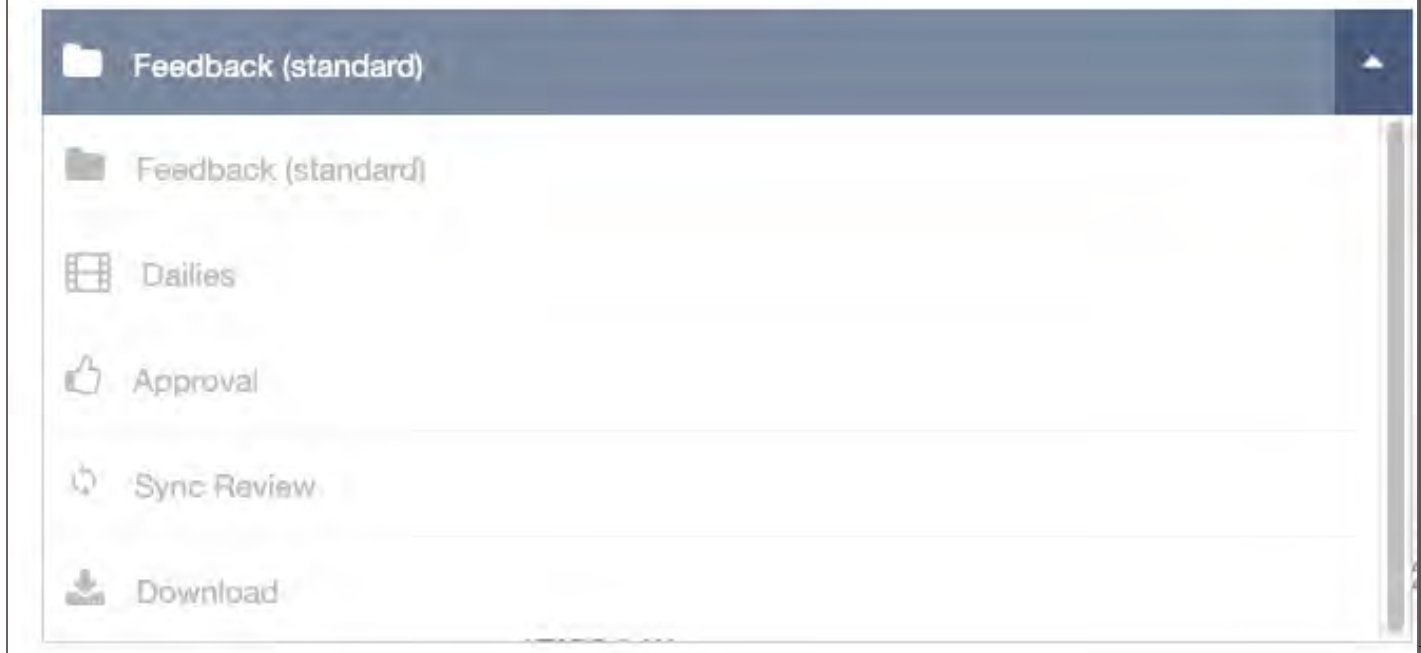 Feedback (standard)
Feedback (standard)
Dailies
Approval
Sync Review
Download